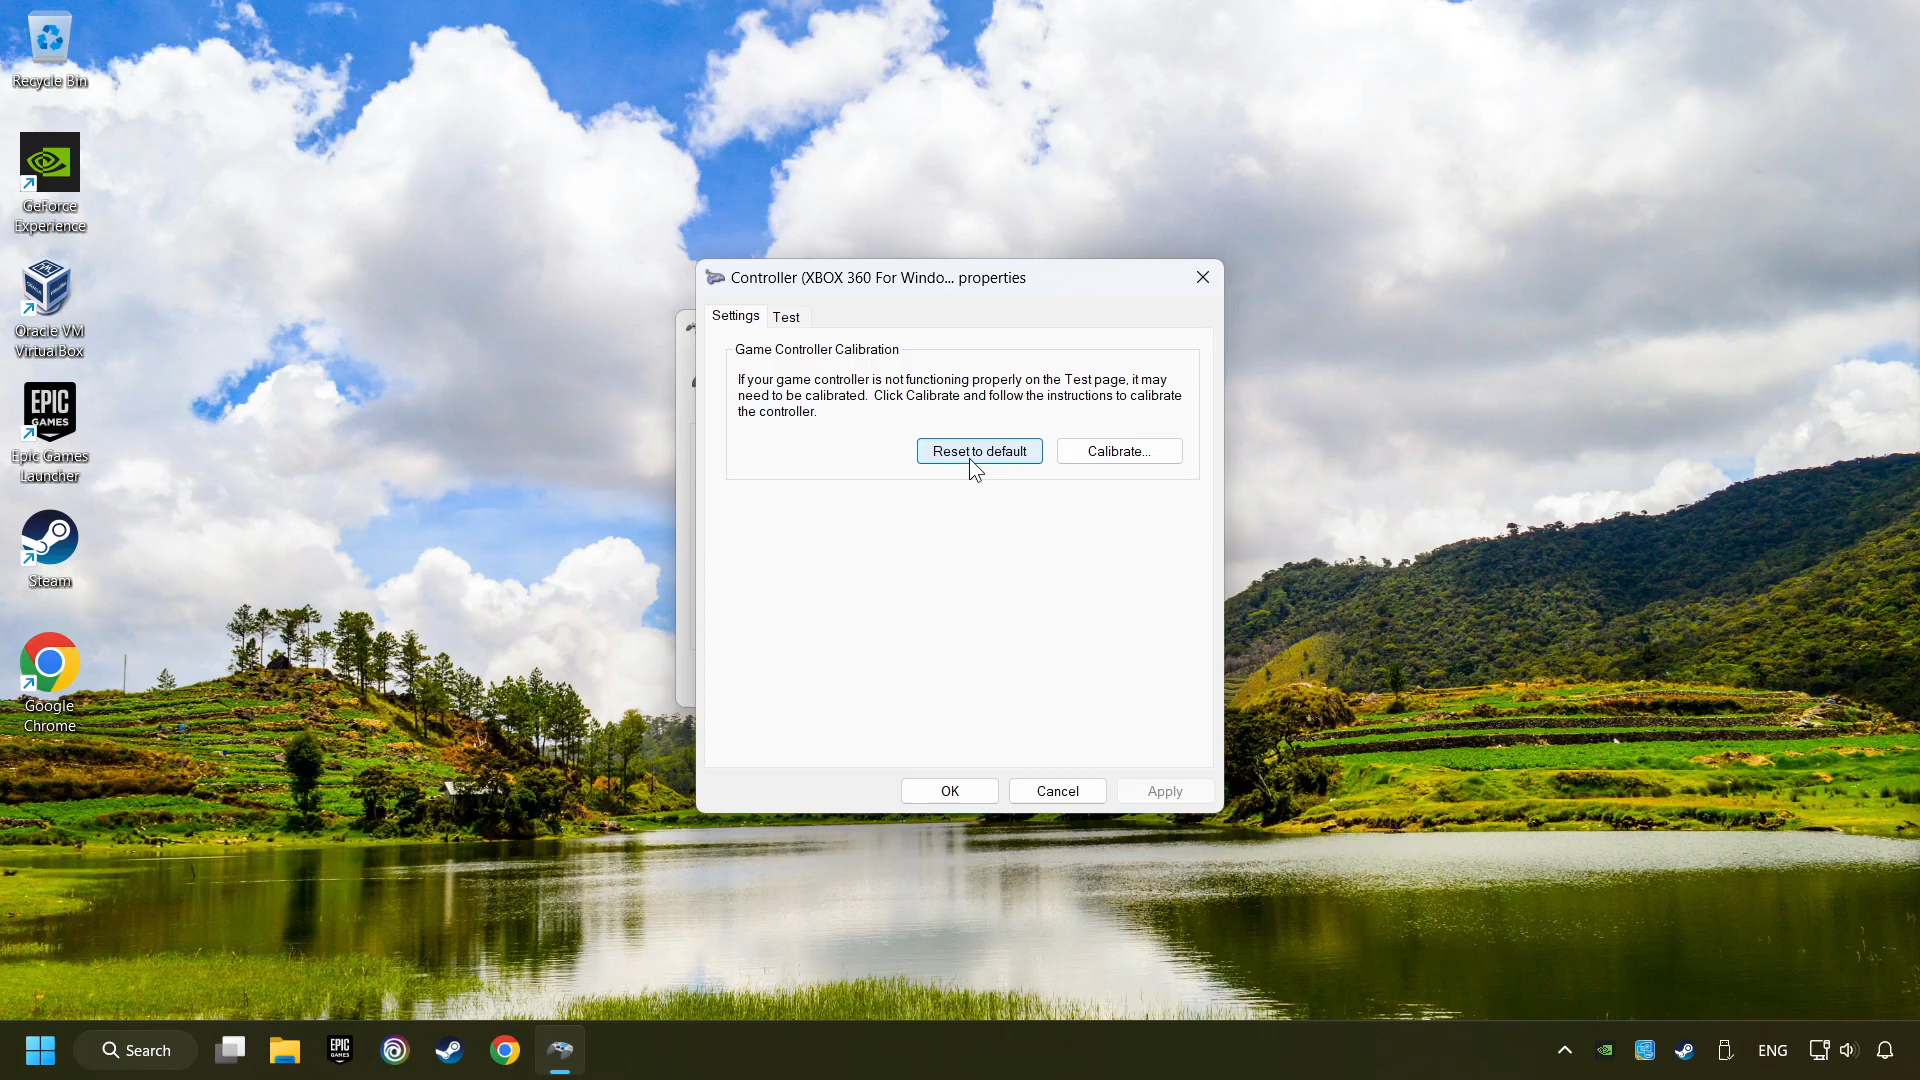 Recycle Bin
GeForce
Experience
Oracle VM
VirtualBox
EPIC
GAMES
Epic Games
Launcher
Steam
Google
Chrome
Controller (XBOX 360 For Windo... properties
Settings
Test
Game Controller Calibration
If your game controller is not functioning properly on the Test page, it may
need to be calibrated. Click Calibrate and follow the instructions to calibrate
the controller.
Reset to default
Calibrate...
OK
Cancel
Apply
Search
EPIC
GAMES
ENG